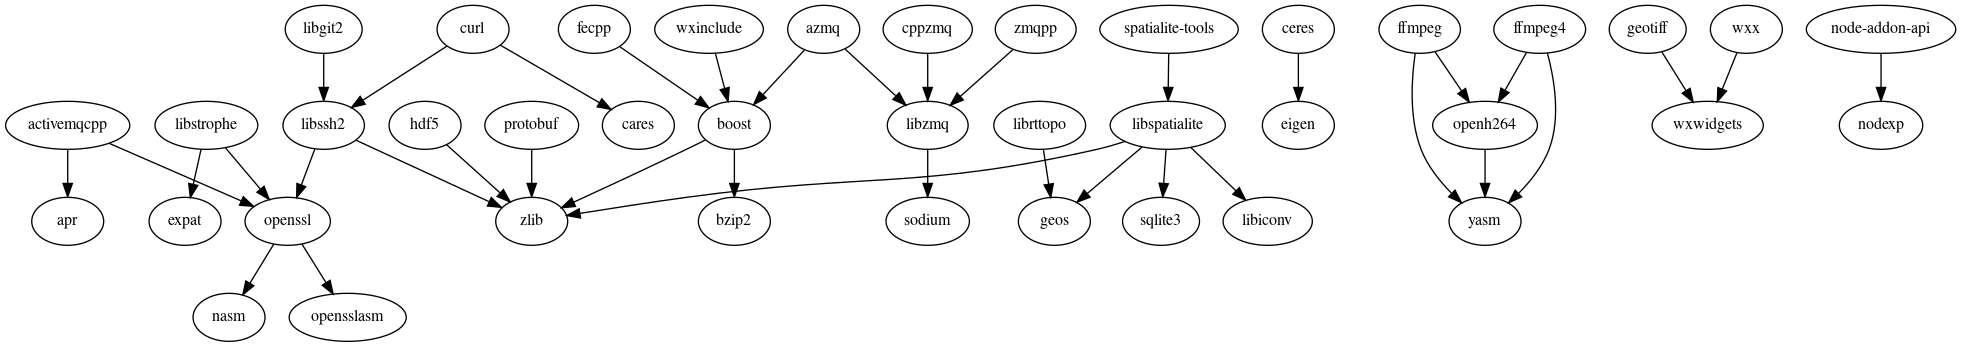 libgit2
curl
fecpp
wxinclude
azmq
cppzmq
zmqpp
spatialite-tools
ceres
ffmpeg
ffmpeg4
geotiff
wxx
node-addon-api
activemqcpp
libstrophe
libssh2
hdf5
protobuf
cares
boost
libzmq
librttopo
libspatialite
eigen
openh264
wxwidgets
nodexp
apr
expat
openssl
zlib
bzip2
sodium
geos
sqlite3
libiconv
yasm
nasm
opensslasm